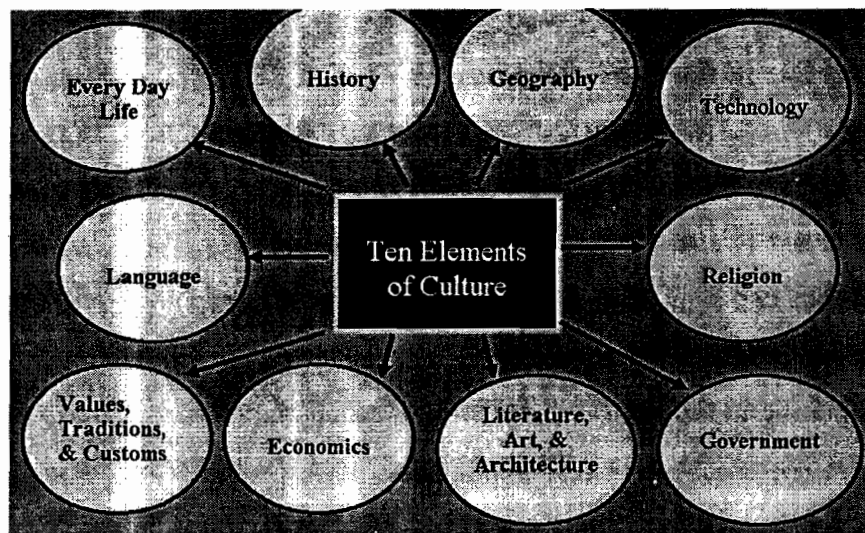 Every Day
Life
History
Geography
Technology
Ten Elements
of Culture
Language
Religion
Values,
Traditions,
& Customs
Economics
Literature,
Art, &
Architecture
Government